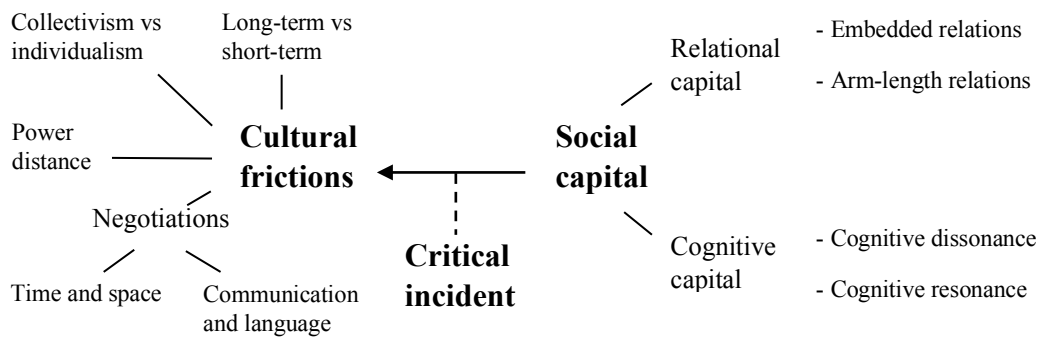 Collectivism vs
individualism
Long-term vs
short-term
Power
distance
Cultural
frictions
Negotiations
Time and space
Communication
and language
Critical
incident
Social
capital
Relational
capital
- Embedded relations
- Arm-length relations
Cognitive
capital
- Cognitive dissonance
- Cognitive resonance